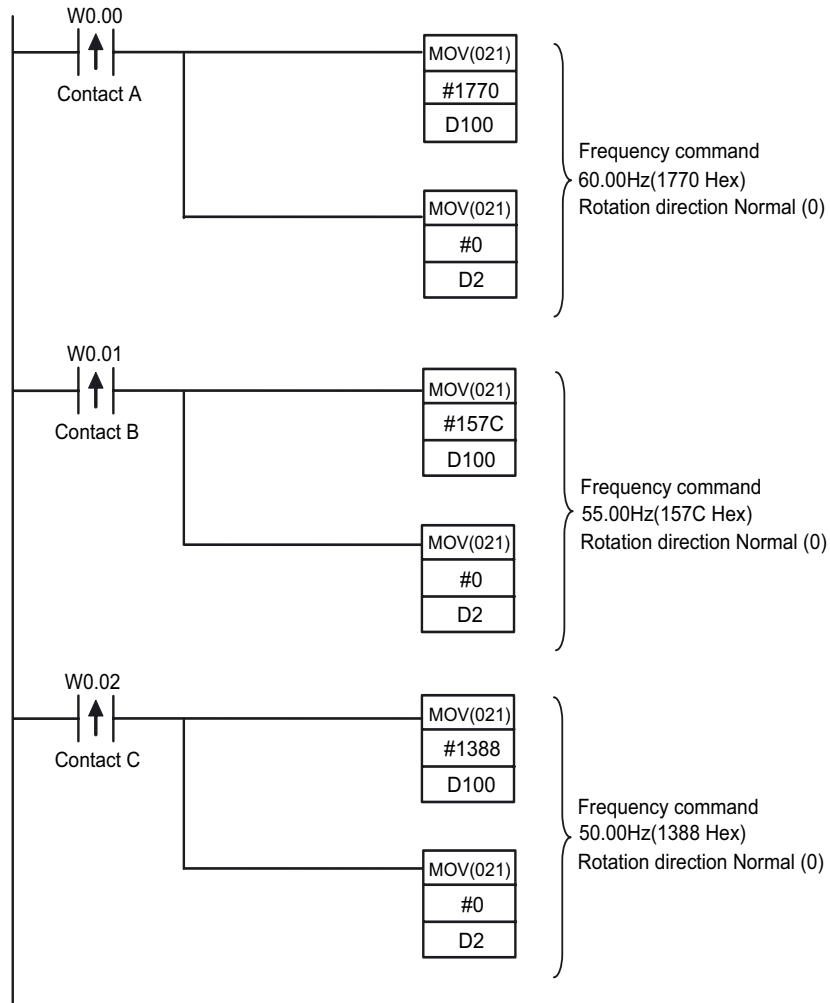 W0.00
Contact A
MOV(021)
#1770
D100
MOV(021)
#0
D2
Frequency command
60.00Hz(1770 Hex)
Rotation direction Normal (0)
W0.01
Contact B
MOV(021)
#157C
D100
MOV(021)
#0
D2
Frequency command
55.00Hz(157C Hex)
Rotation direction Normal (0)
W0.02
Contact C
MOV(021)
#1388
D100
MOV(021)
#0
D2
Frequency command
50.00Hz(1388 Hex)
Rotation direction Normal (0)